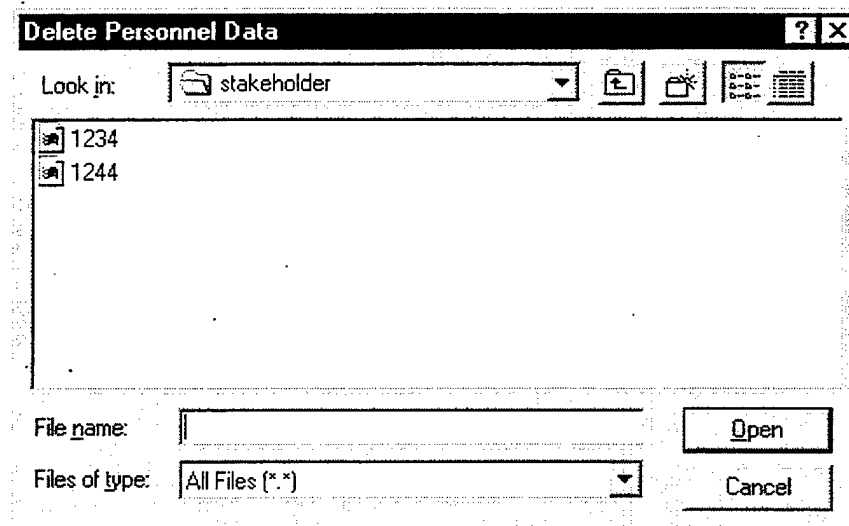 Delete Personnel Data ? X
Look in: stakeholder
1234
1244
File name: Open
Files of type: All Files (*.*) Cancel